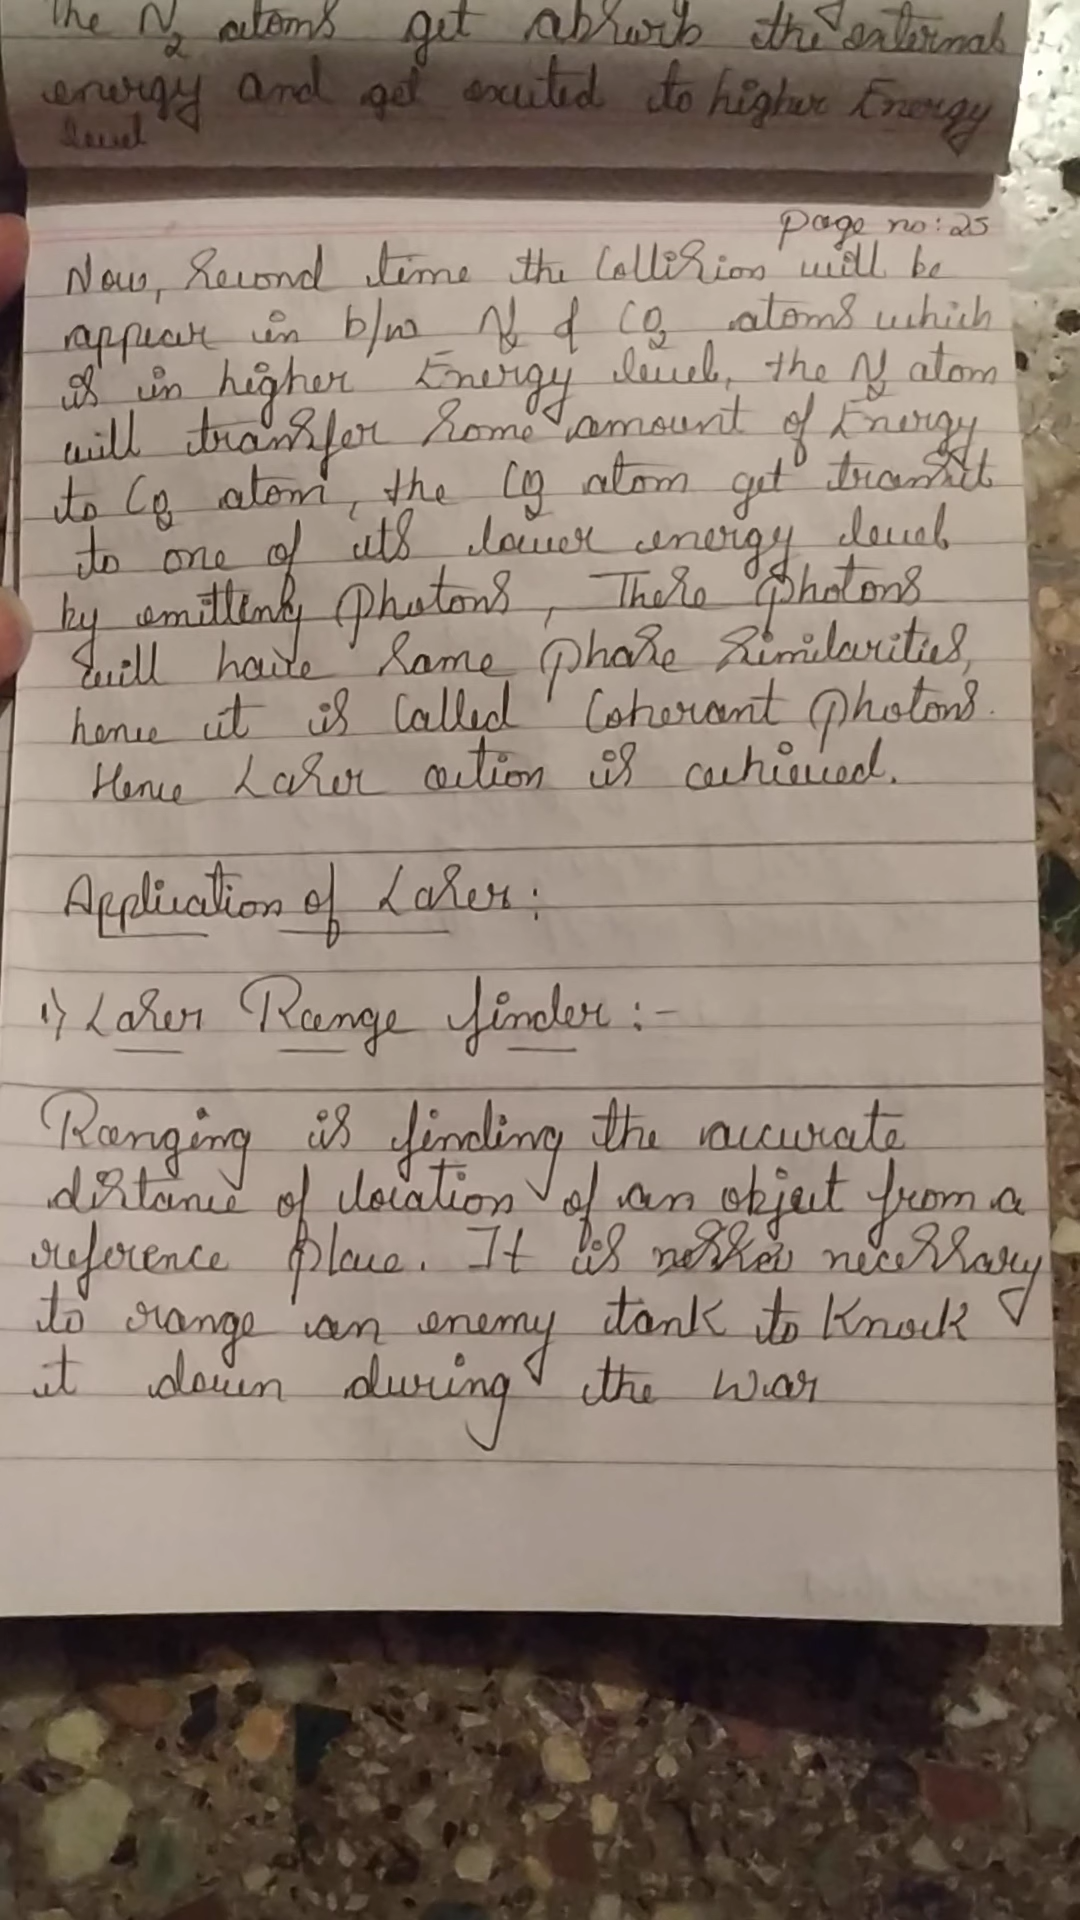 the N2 atoms get absurb the external
energy and get excited to higher Energy
level
page no: 25
Now, Second time the Collision will be
appear in b/w N2 & CO2 atoms which
is in higher Energy level, the N2 atom
will transfer Some amount of Energy
to CO2 atom, the CO2 atom get transit
to one of its lower energy level
by emitting Photons, These Photons
will have Same Phase Similarities,
hence it is Called Coherant Photons.
Hence Laser action is achieved.
Application of Laser:
1) Laser Range finder :-
Ranging is finding the accurate
distance of location of an object from a
reference Place. It is necessary
to range an enemy tank to Knock
it down during the war